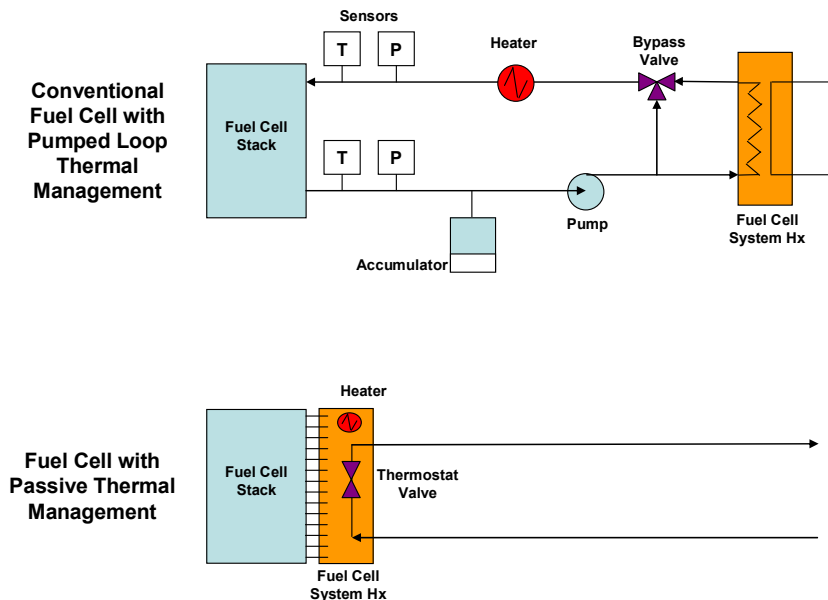 Sensors
T
P
Heater
Bypass
Valve
Conventional
Fuel Cell with
Pumped Loop
Thermal
Management
Fuel Cell
Stack
T
P
Pump
Fuel Cell
System Hx
Accumulator
Heater
Fuel Cell with
Passive Thermal
Management
Fuel Cell
Stack
Thermostat
Valve
Fuel Cell
System Hx